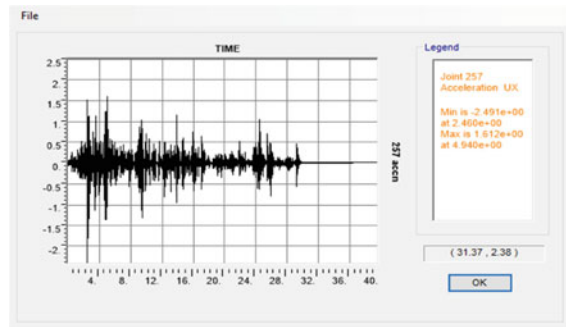 File
TIME
Legend
2.5
2.
1.5
1.
0.5
0.
-0.5
-1.
-1.5
-2.
4. 8. 12. 16. 20. 24. 28. 32. 36. 40.
257 accn
Joint 257
Acceleration UX
Min is -2.491e+00
at 2.460e+00
Max is 1.612e+00
at 4.940e+00
( 31.37 , 2.38 )
OK